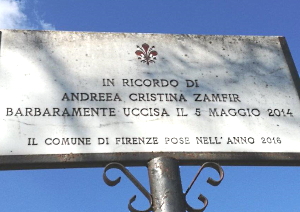 IN RICORDO DI
ANDREEA CRISTINA ZAMFIR
BARBARAMENTE UCCISA IL 5 MAGGIO 2014
IL COMUNE DI FIRENZE POSE NELL'ANNO 2016